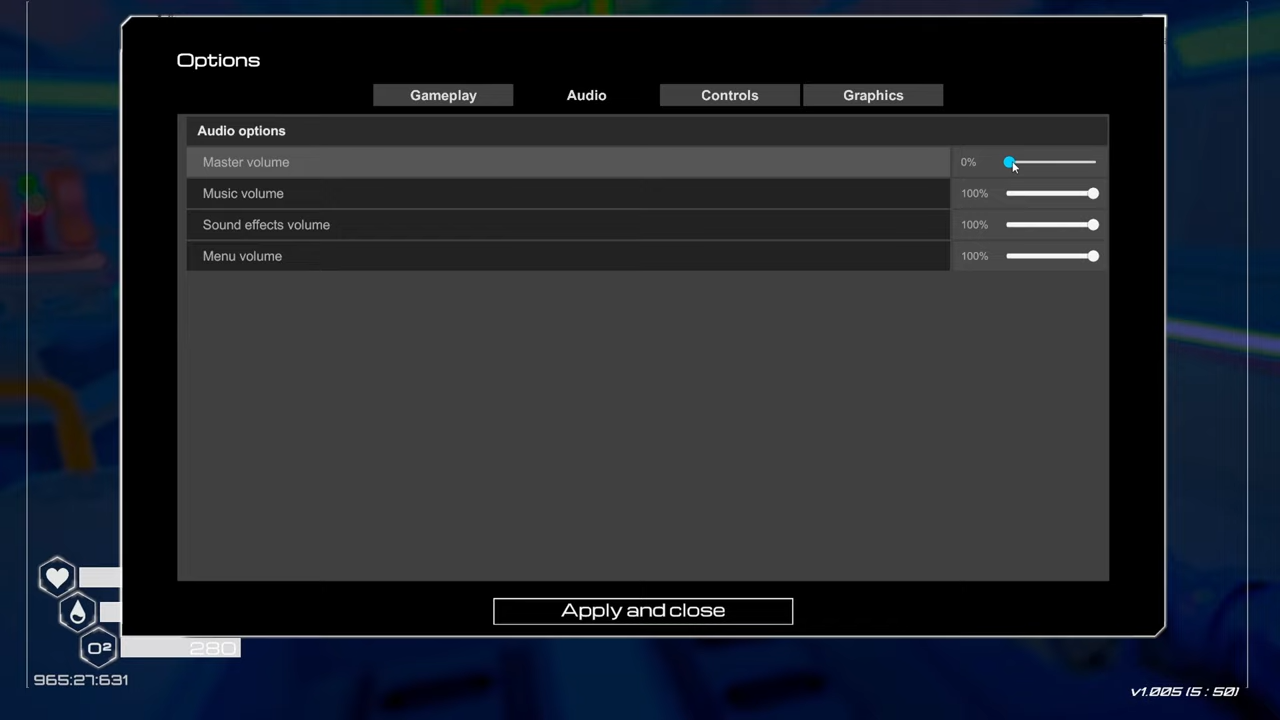 Options
Gameplay Audio Controls Graphics
Audio options
Master volume 0%
Music volume 100%
Sound effects volume 100%
Menu volume 100%
Apply and close
O² 280
965:27:631
v1.005 (5 : 50)